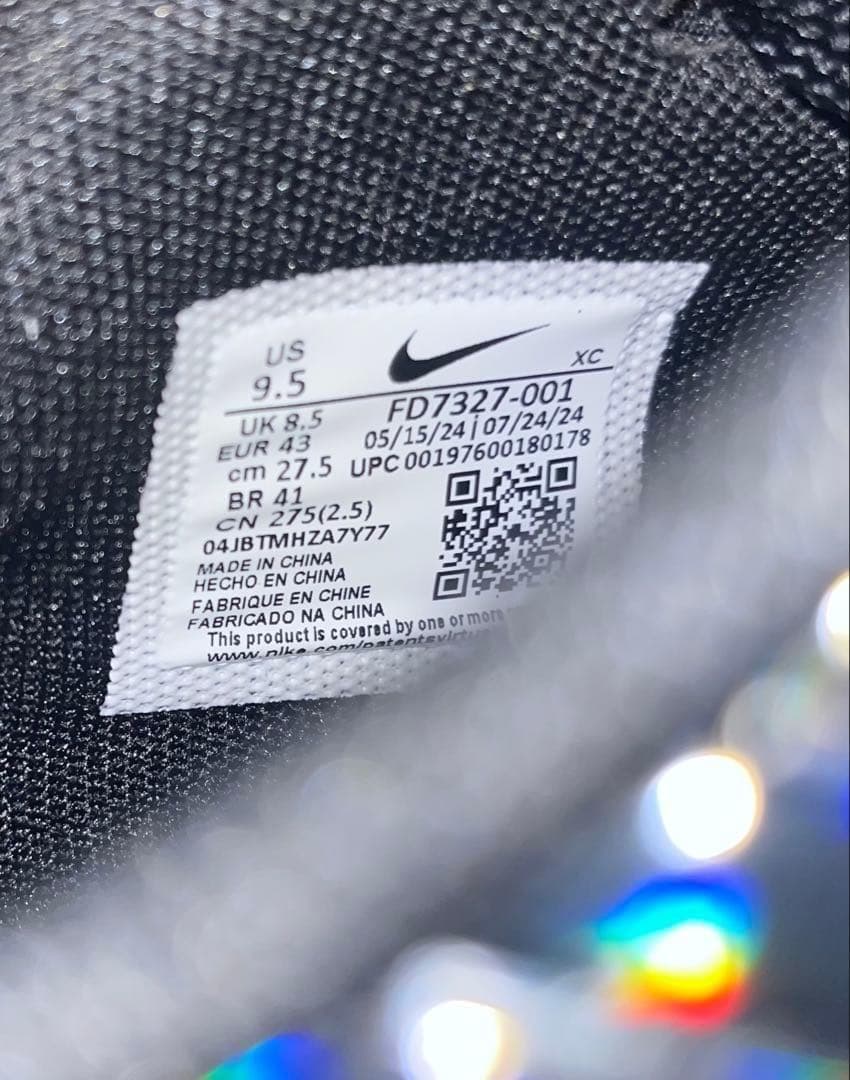 US
9.5
XC
UK 8.5
EUR 43
cm 27.5
BR 41
CN 275(2.5)
FD7327-001
05/15/24 | 07/24/24
UPC 00197600180178
04JBTMHZA7Y77
MADE IN CHINA
HECHO EN CHINA
FABRIQUE EN CHINE
FABRICADO NA CHINA
This product is covered by one or more